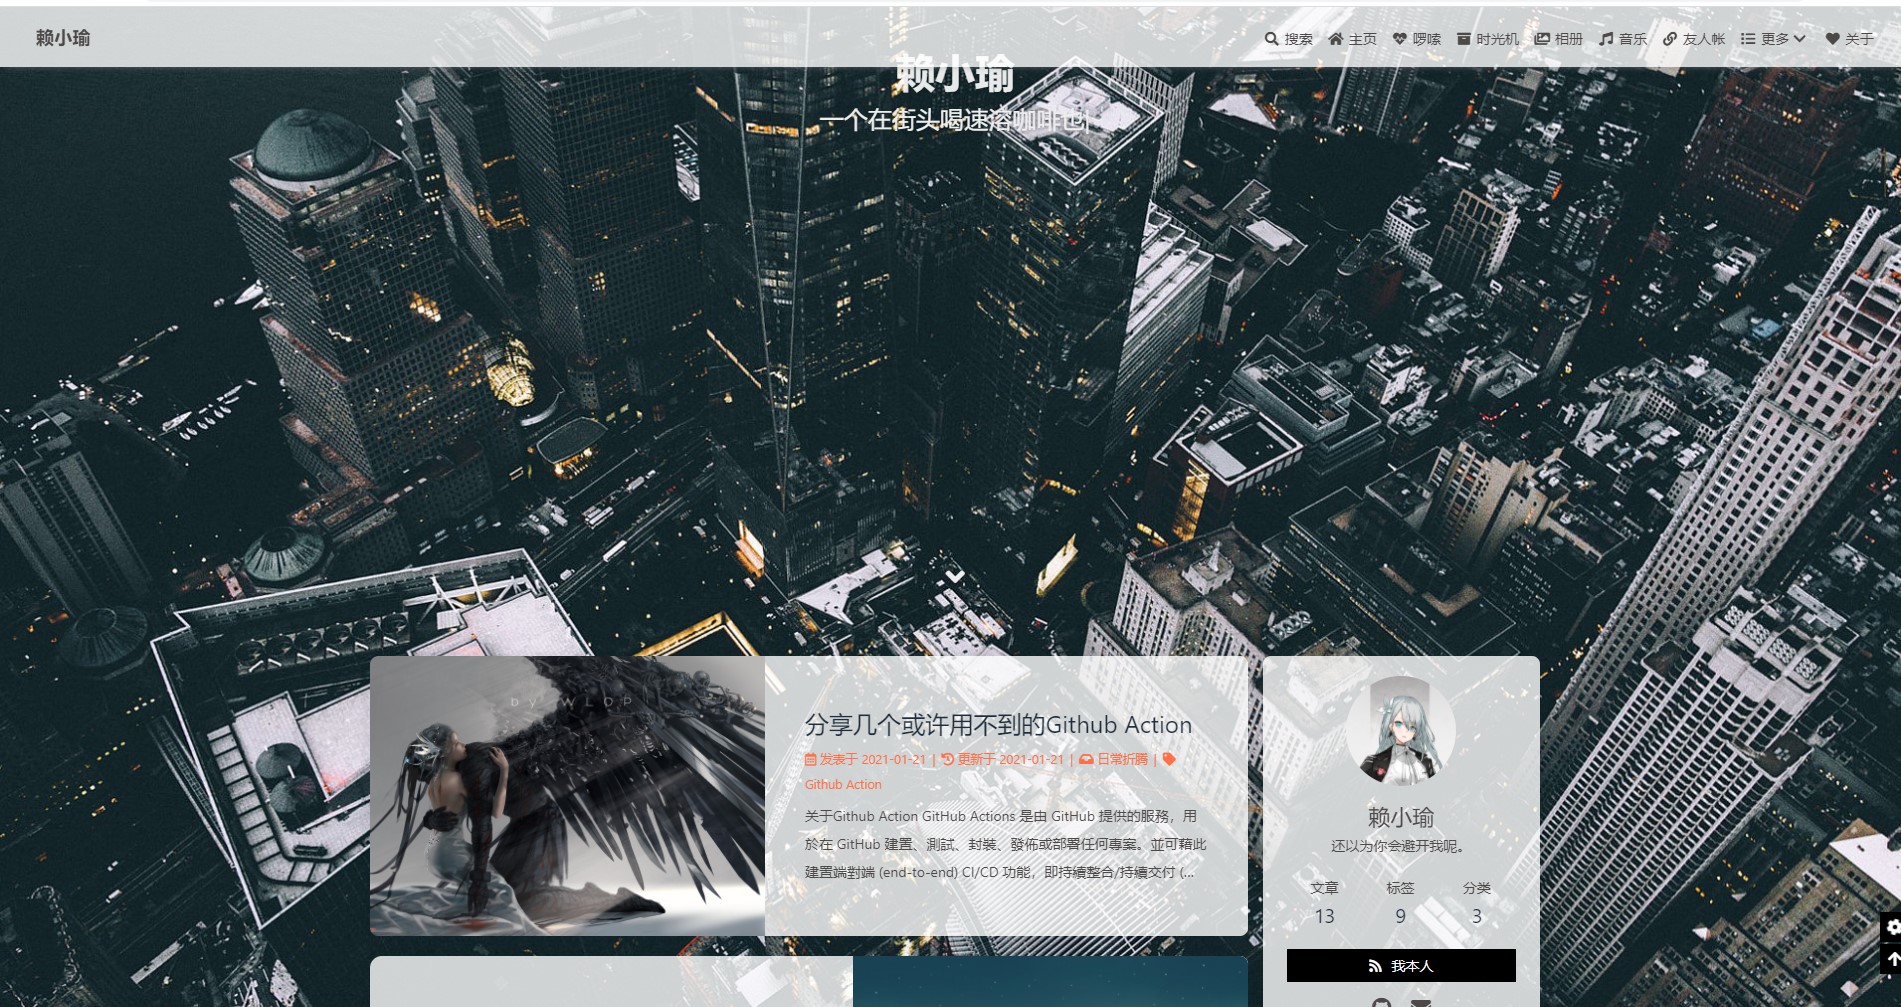 赖小瑜
搜索 主页 啰嗦 时光机 相册 音乐 友人帐 更多 关于
赖小瑜
一个在街头喝速溶咖啡也|
by WLOP
分享几个或许用不到的Github Action
发表于 2021-01-21 | 更新于 2021-01-21 | 日常折腾 |
Github Action
关于Github Action GitHub Actions 是由 GitHub 提供的服務，用
於在 GitHub 建置、測試、封裝、發佈或部署任何專案。並可藉此
建置端對端 (end-to-end) CI/CD 功能，即持續整合/持續交付 (...
赖小瑜
还以为你会避开我呢。
文章 标签 分类
13 9 3
我本人